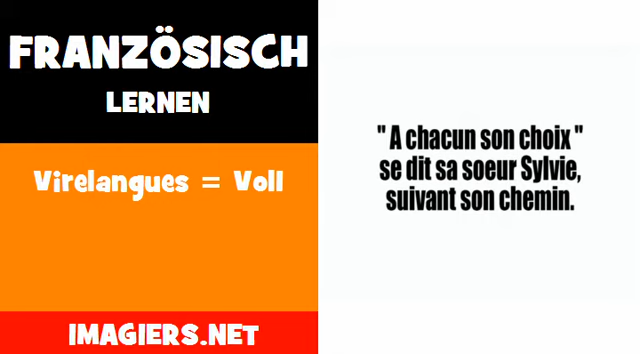 FRANZÖSISCH
LERNEN
Virelangues = Voll
IMAGIERS.NET
" A chacun son choix "
se dit sa soeur Sylvie,
suivant son chemin.